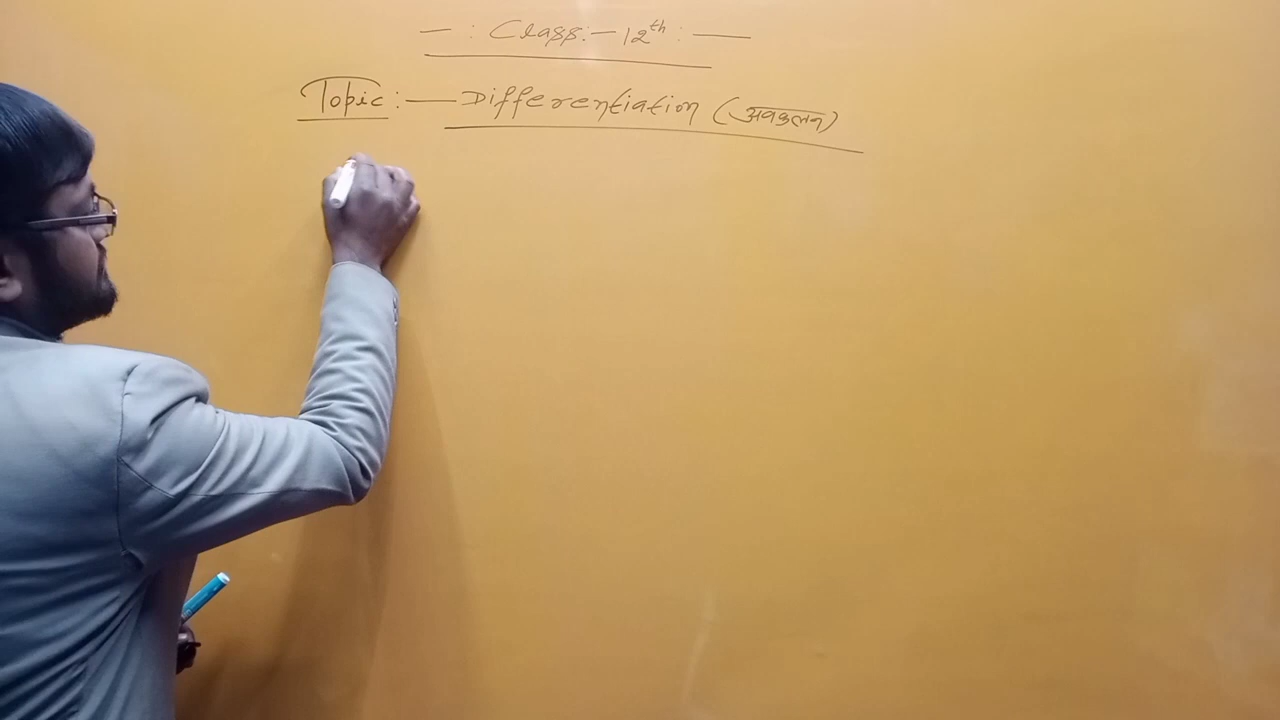 - : Class:- 12th : -
Topic :- Differentiation (अवकलन)